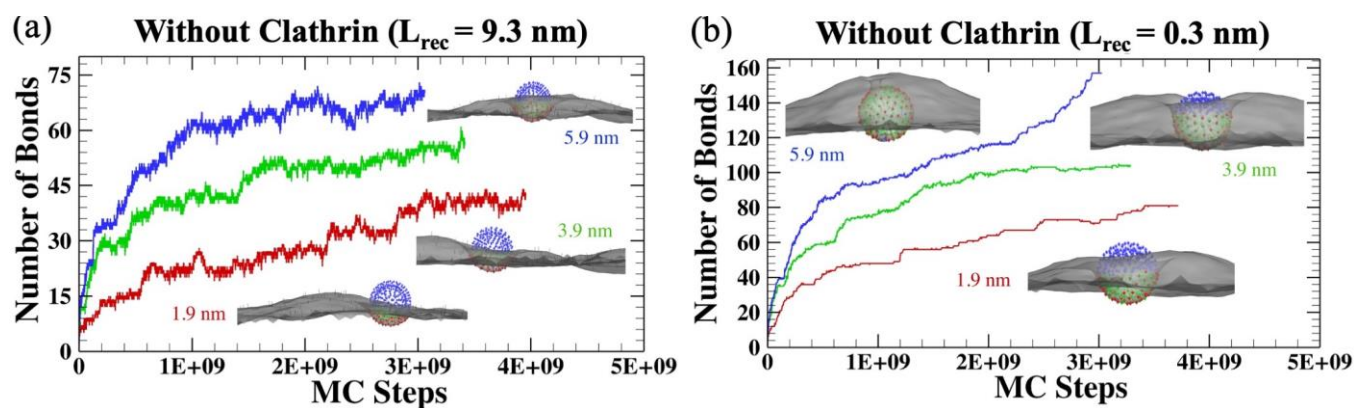 (a) Without Clathrin (Lrec = 9.3 nm)
Number of Bonds
75
60
45
30
15
0
5.9 nm
3.9 nm
1.9 nm
0 1E+09 2E+09 3E+09 4E+09 5E+09
MC Steps
(b) Without Clathrin (Lrec = 0.3 nm)
Number of Bonds
160
140
120
100
80
60
40
20
0
5.9 nm
3.9 nm
1.9 nm
0 1E+09 2E+09 3E+09 4E+09 5E+09
MC Steps